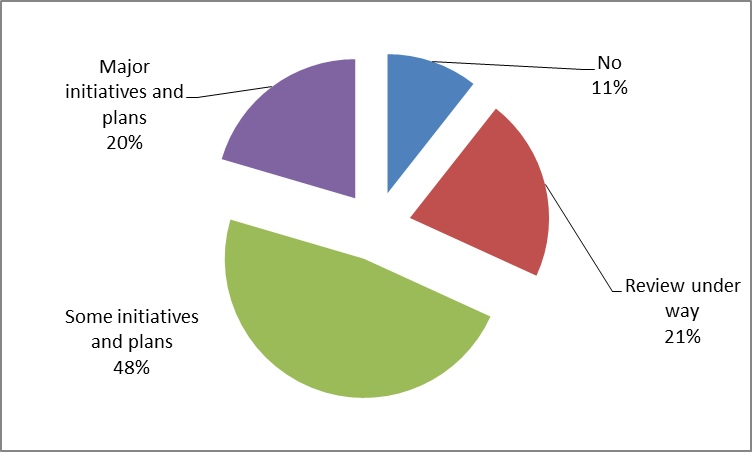 No
11%
Review under
way
21%
Some initiatives
and plans
48%
Major
initiatives and
plans
20%